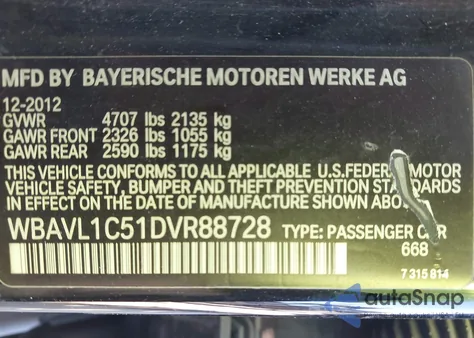 MFD BY BAYERISCHE MOTOREN WERKE AG
12-2012
GVWR 4707 lbs 2135 kg
GAWR FRONT 2326 lbs 1055 kg
GAWR REAR 2590 lbs 1175 kg
THIS VEHICLE CONFORMS TO ALL APPLICABLE U.S.FEDERAL MOTOR
VEHICLE SAFETY, BUMPER AND THEFT PREVENTION STANDARDS
IN EFFECT ON THE DATE OF MANUFACTURE SHOWN ABOVE.
WBAVL1C51DVR88728 TYPE: PASSENGER CAR
668
7 315 814
autoSnap